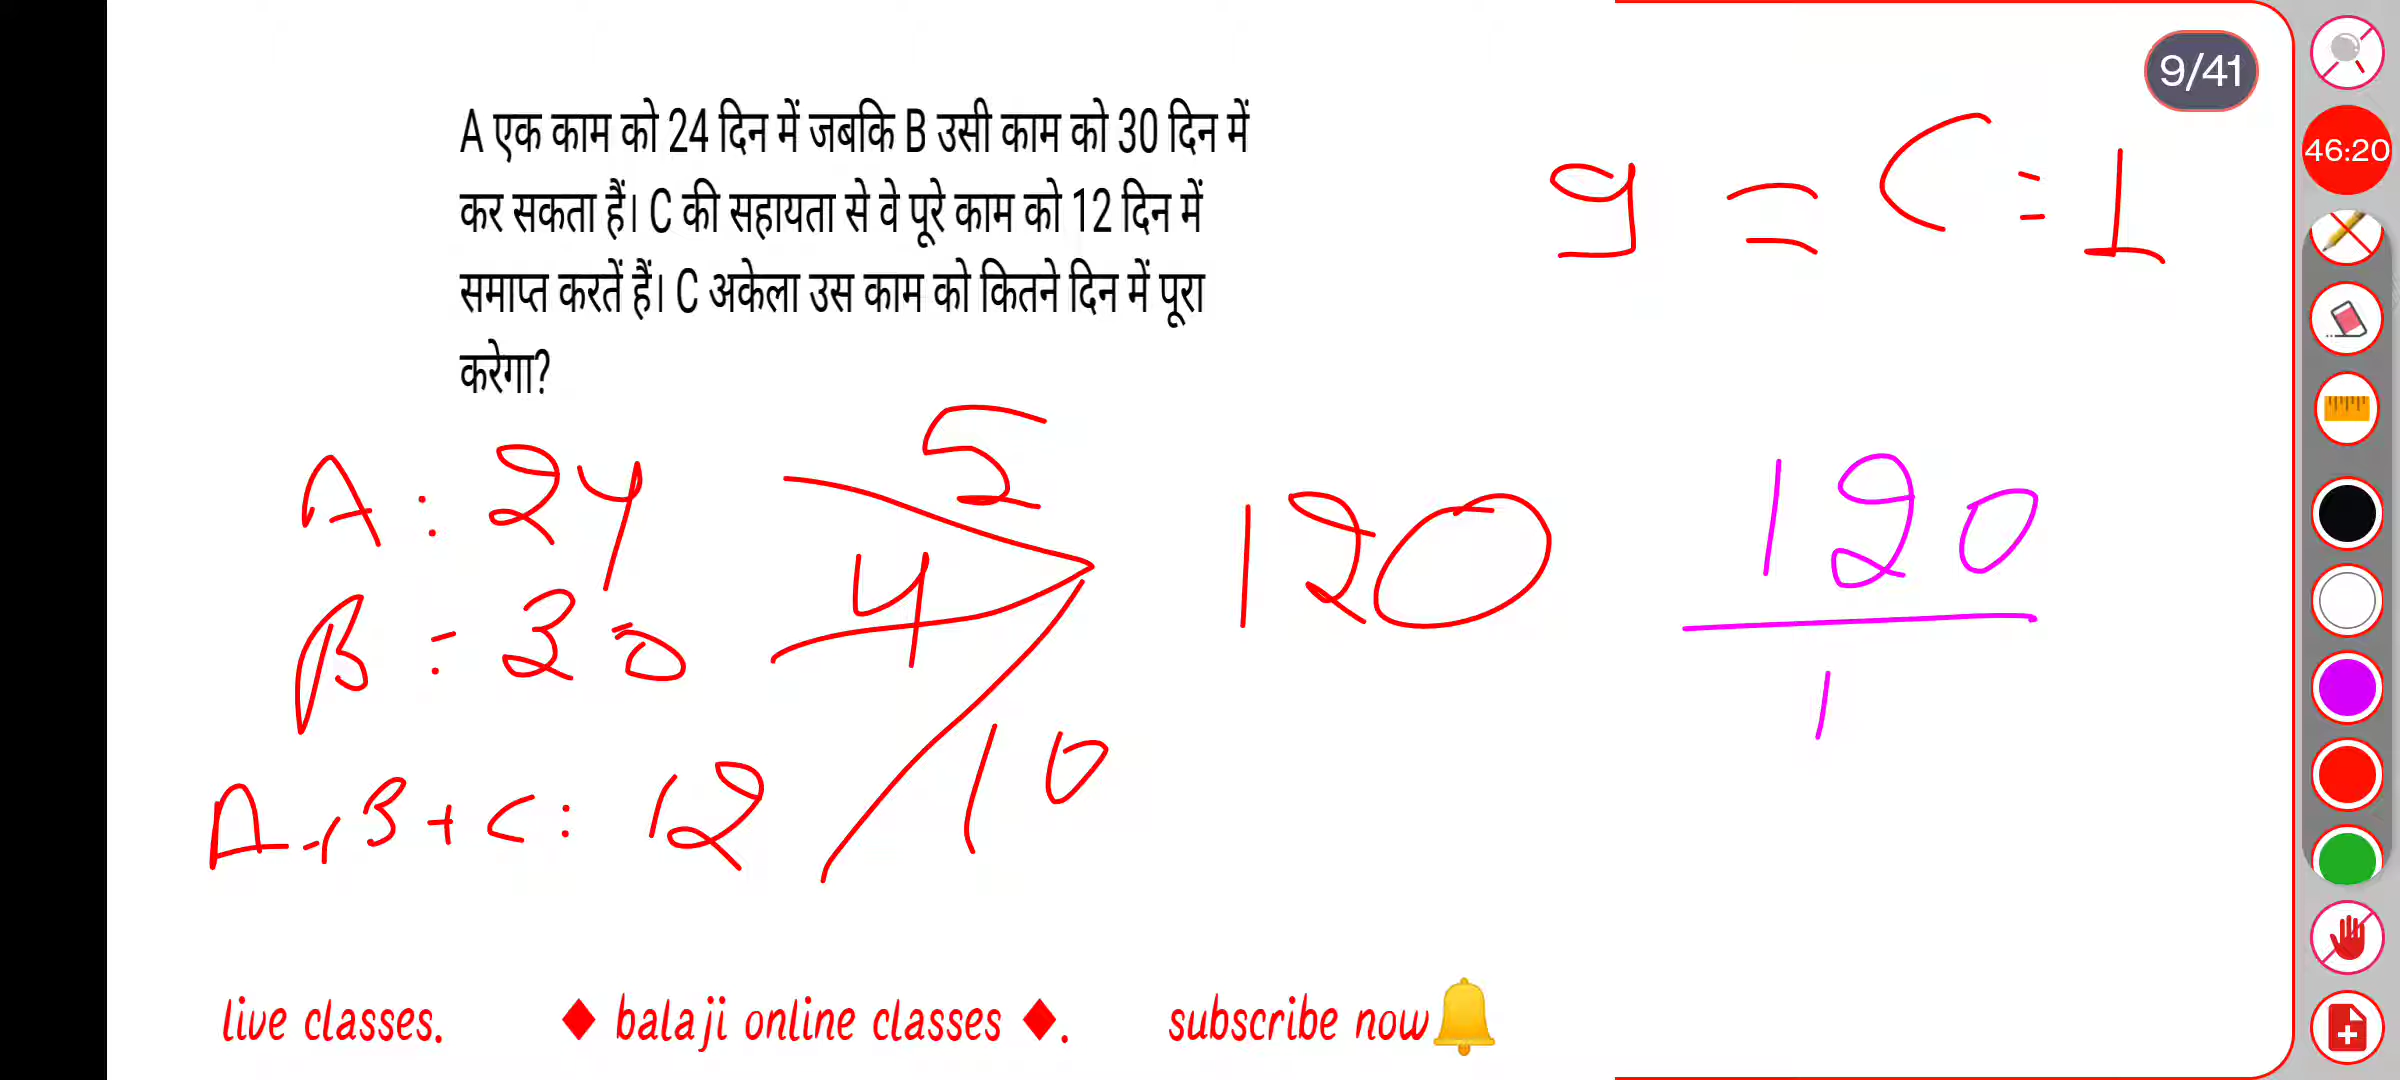 9/41
46:20
A एक काम को 24 दिन में जबकि B उसी काम को 30 दिन में
कर सकता हैं। C की सहायता से वे पूरे काम को 12 दिन में
समाप्त करतें हैं। C अकेला उस काम को कितने दिन में पूरा
करेगा?
9 = C = 1
A : 24
5
B : 30
4
120
A + B + C : 12
10
120
1
live classes. ♦ balaji online classes ♦. subscribe now🔔